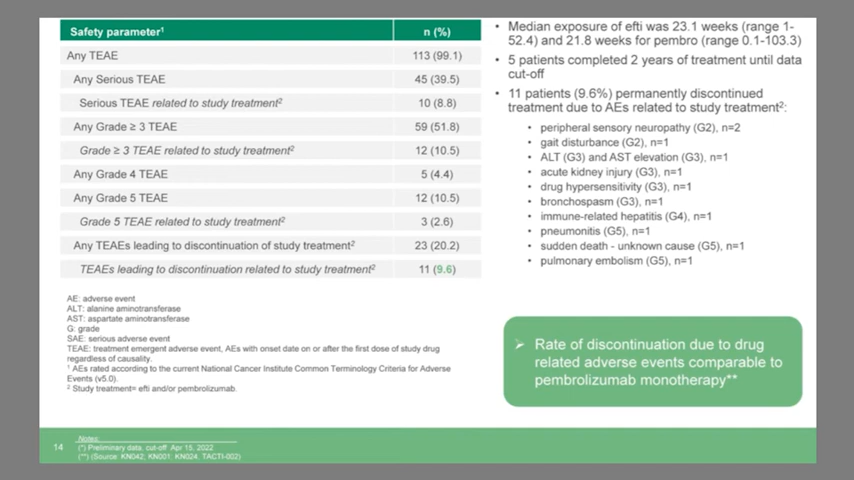 Safety parameter¹ n (%)
Any TEAE 113 (99.1)
Any Serious TEAE 45 (39.5)
Serious TEAE related to study treatment² 10 (8.8)
Any Grade ≥ 3 TEAE 59 (51.8)
Grade ≥ 3 TEAE related to study treatment² 12 (10.5)
Any Grade 4 TEAE 5 (4.4)
Any Grade 5 TEAE 12 (10.5)
Grade 5 TEAE related to study treatment² 3 (2.6)
Any TEAEs leading to discontinuation of study treatment² 23 (20.2)
TEAEs leading to discontinuation related to study treatment² 11 (9.6)
AE: adverse event
ALT: alanine aminotransferase
AST: aspartate aminotransferase
G: grade
SAE: serious adverse event
TEAE: treatment emergent adverse event, AEs with onset date on or after the first dose of study drug
regardless of causality.
¹ AEs rated according to the current National Cancer Institute Common Terminology Criteria for Adverse
Events (v5.0).
² Study treatment= efti and/or pembrolizumab.
• Median exposure of efti was 23.1 weeks (range 1-
52.4) and 21.8 weeks for pembro (range 0.1-103.3)
• 5 patients completed 2 years of treatment until data
cut-off
• 11 patients (9.6%) permanently discontinued
treatment due to AEs related to study treatment²:
• peripheral sensory neuropathy (G2), n=2
• gait disturbance (G2), n=1
• ALT (G3) and AST elevation (G3), n=1
• acute kidney injury (G3), n=1
• drug hypersensitivity (G3), n=1
• bronchospasm (G3), n=1
• immune-related hepatitis (G4), n=1
• pneumonitis (G5), n=1
• sudden death - unknown cause (G5), n=1
• pulmonary embolism (G5), n=1
➢ Rate of discontinuation due to drug
related adverse events comparable to
pembrolizumab monotherapy**
14
Notes:
(*) Preliminary data, cut-off Apr 15, 2022
(**) (Source: KN042; KN001; KN024, TACTI-002)